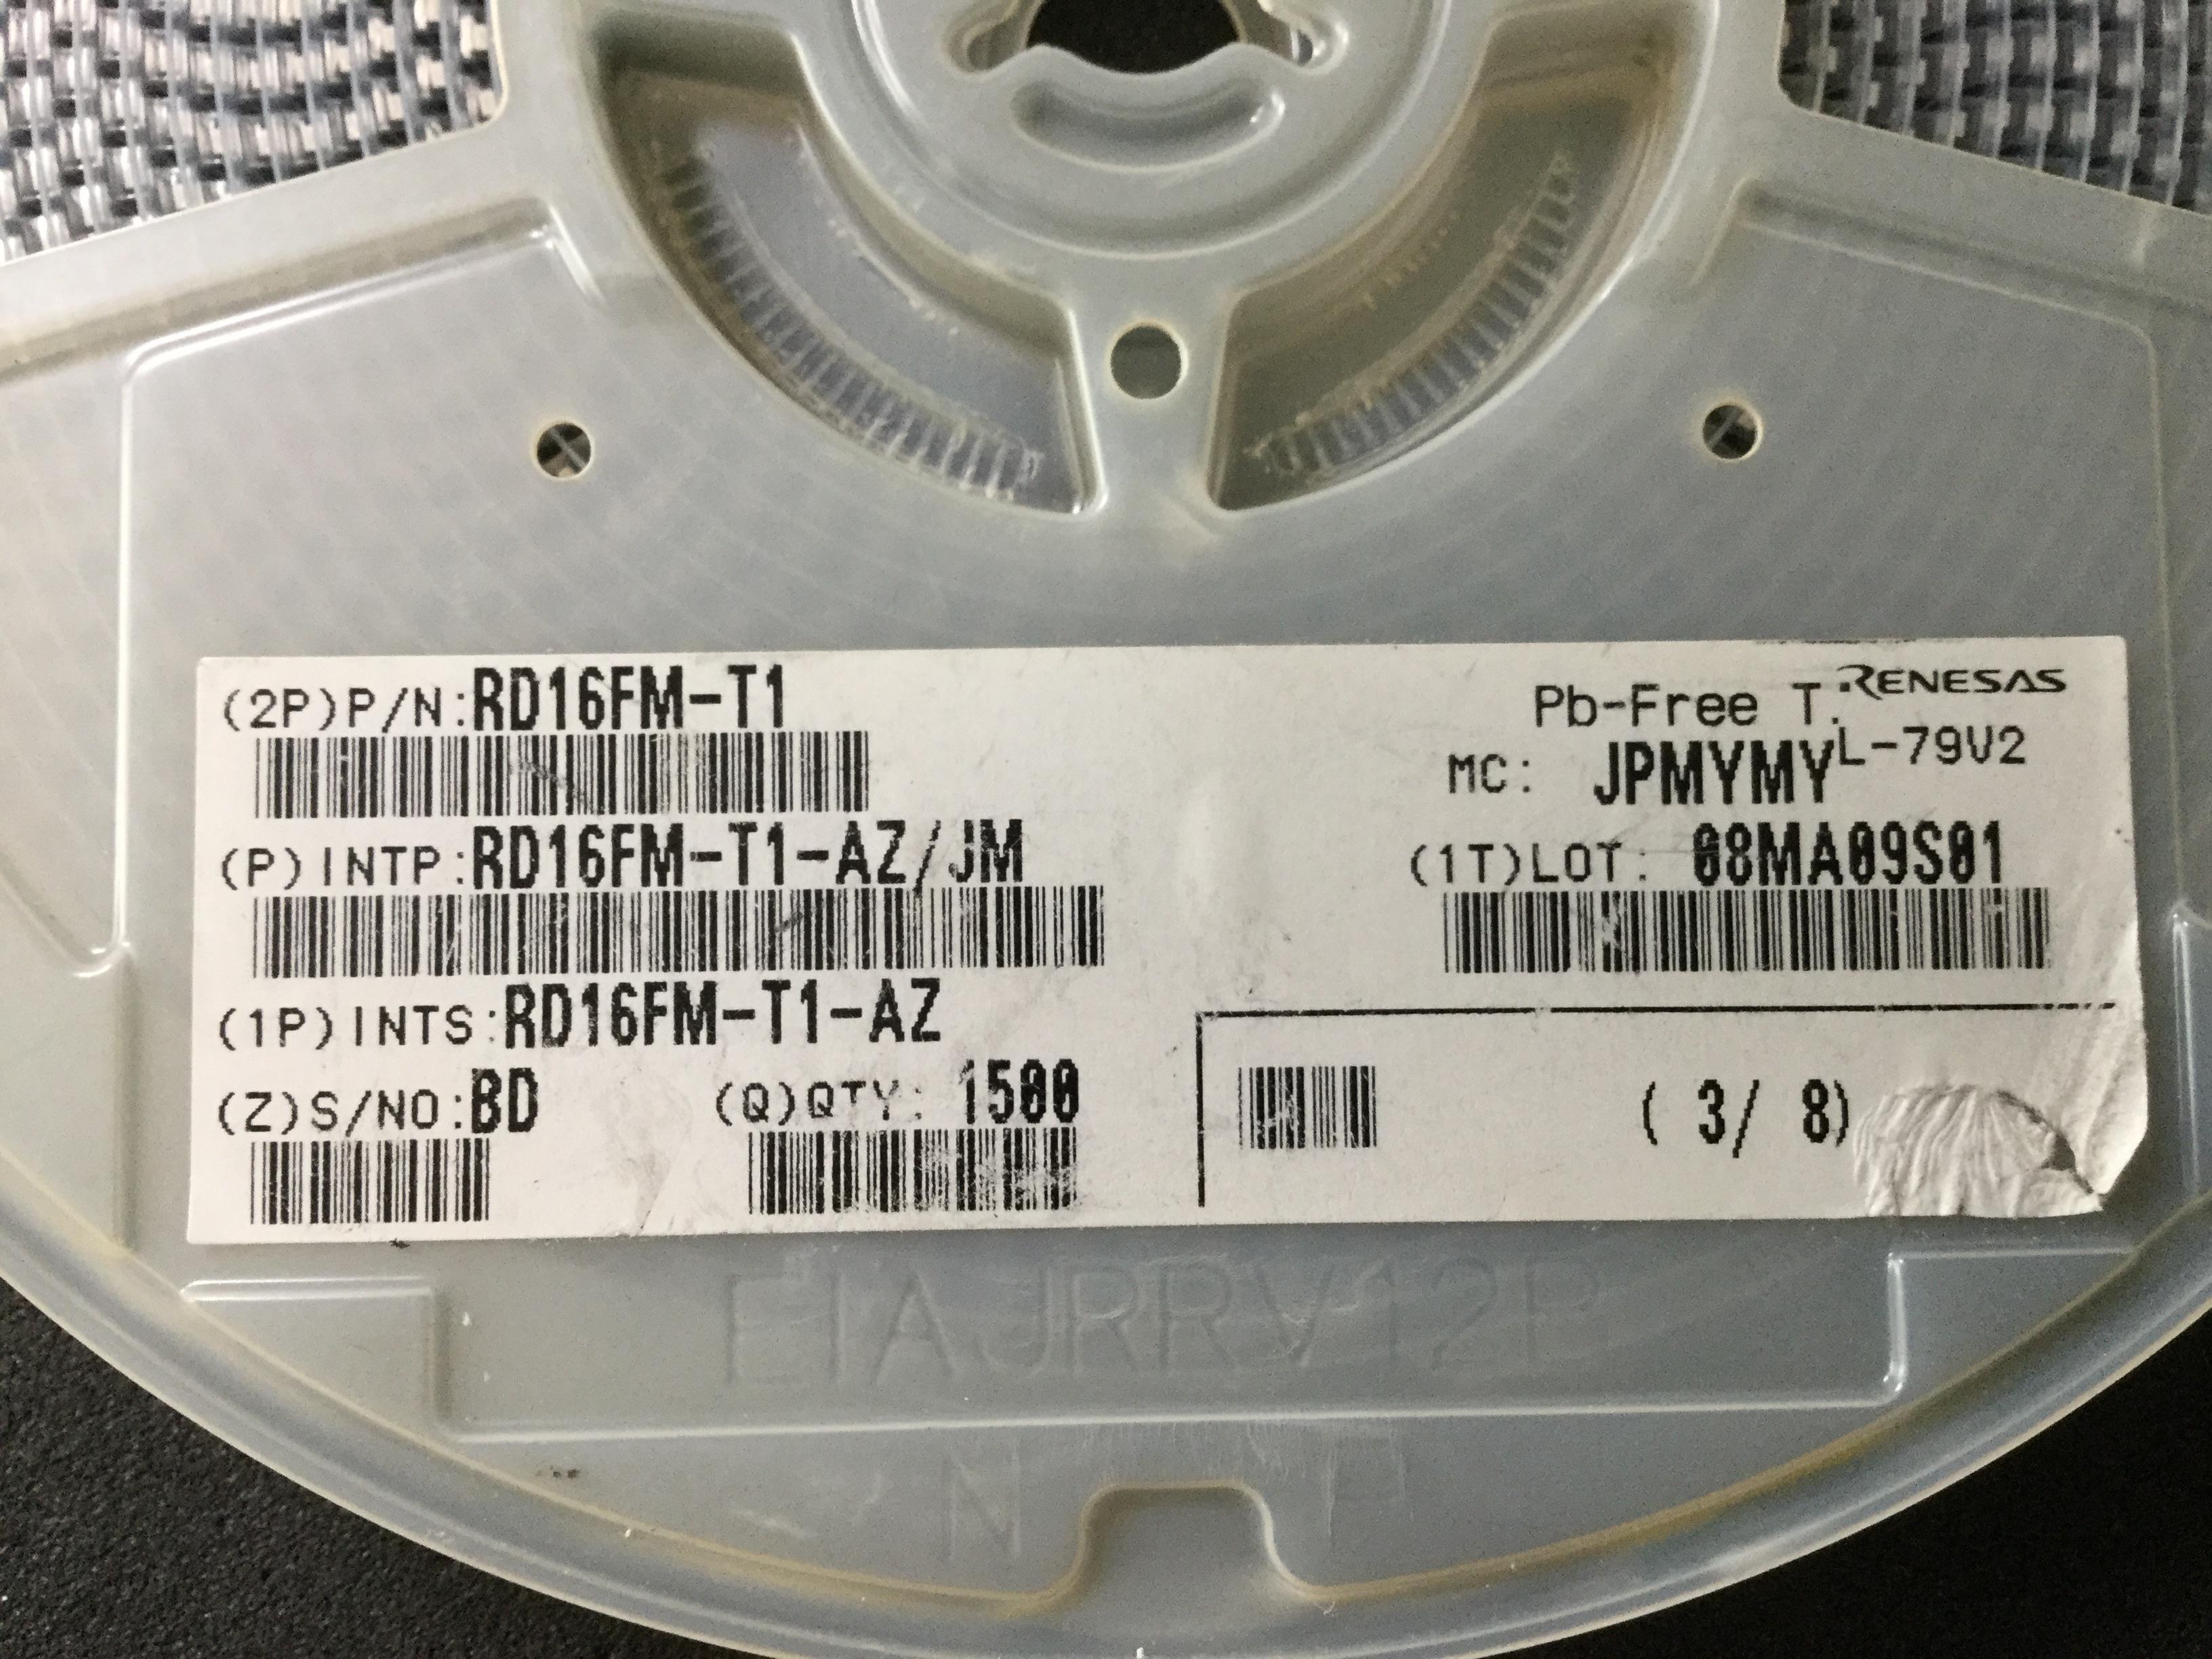 (2P)P/N:RD16FM-T1
Pb-Free T. RENESAS
L-79V2
MC: JPMYMY
(P)INTP:RD16FM-T1-AZ/JM
(1T)LOT: 08MA09S01
(1P)INTS:RD16FM-T1-AZ
(Z)S/NO:BD
(Q)QTY: 1500
( 3/ 8)
EIAJRRV12P
N P